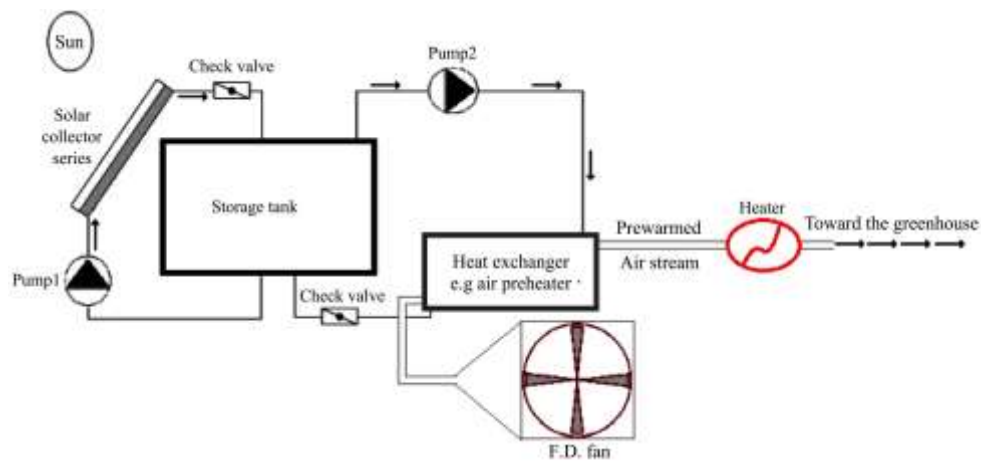 Sun
Check valve
Pump2
Solar
collector
series
Storage tank
Pump1
Check valve
Heat exchanger
e.g air preheater
Prewarmed
Air stream
Heater
Toward the greenhouse
F.D. fan